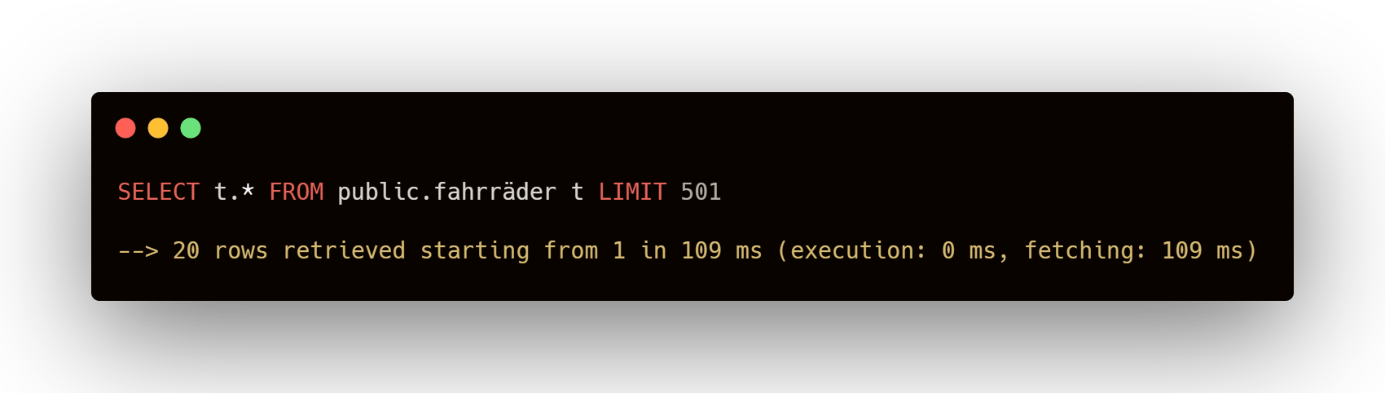 SELECT t.* FROM public.fahrräder t LIMIT 501
--> 20 rows retrieved starting from 1 in 109 ms (execution: 0 ms, fetching: 109 ms)